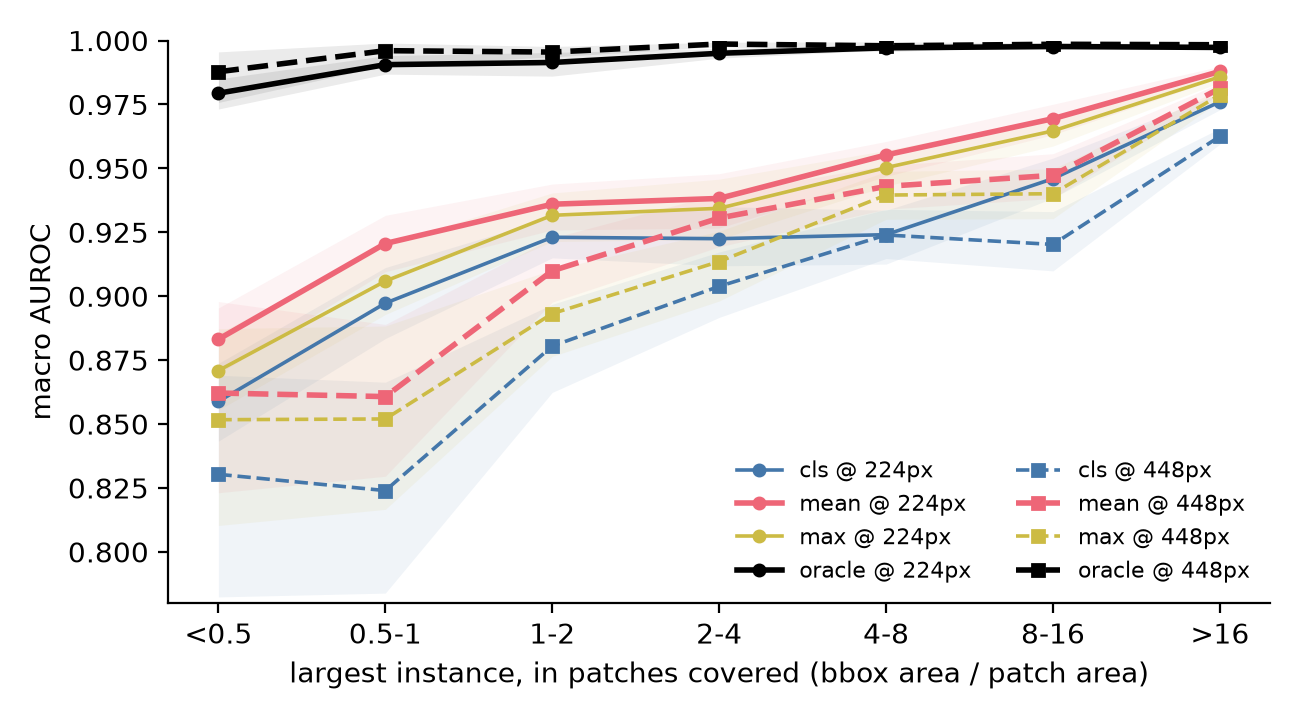 1.000
0.975
0.950
0.925
0.900
0.875
0.850
0.825
0.800
macro AUROC
cls @ 224px
mean @ 224px
max @ 224px
oracle @ 224px
cls @ 448px
mean @ 448px
max @ 448px
oracle @ 448px
<0.5 0.5-1 1-2 2-4 4-8 8-16 >16
largest instance, in patches covered (bbox area / patch area)